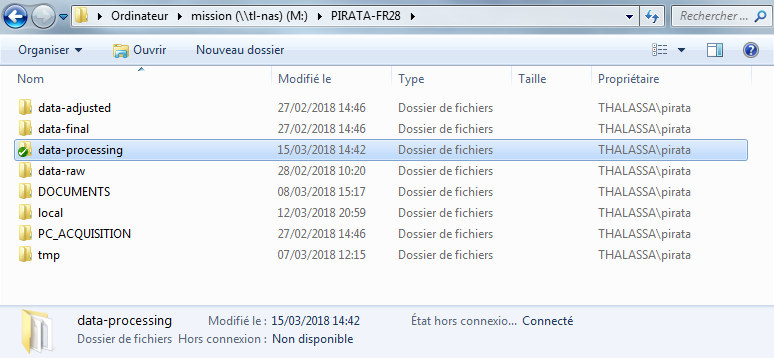 Ordinateur ▸ mission (\\tl-nas) (M:) ▸ PIRATA-FR28 ▸ Rechercher ...
Organiser Ouvrir Nouveau dossier
Nom Modifié le Type Taille Propriétaire
data-adjusted 27/02/2018 14:46 Dossier de fichiers THALASSA\pirata
data-final 27/02/2018 14:46 Dossier de fichiers THALASSA\pirata
data-processing 15/03/2018 14:42 Dossier de fichiers THALASSA\pirata
data-raw 28/02/2018 10:20 Dossier de fichiers THALASSA\pirata
DOCUMENTS 08/03/2018 15:17 Dossier de fichiers THALASSA\pirata
local 12/03/2018 20:59 Dossier de fichiers THALASSA\pirata
PC_ACQUISITION 27/02/2018 14:46 Dossier de fichiers THALASSA\pirata
tmp 07/03/2018 12:15 Dossier de fichiers THALASSA\pirata
data-processing Modifié le : 15/03/2018 14:42 État hors connexio... Connecté
Dossier de fichiers Hors connexion : Non disponible